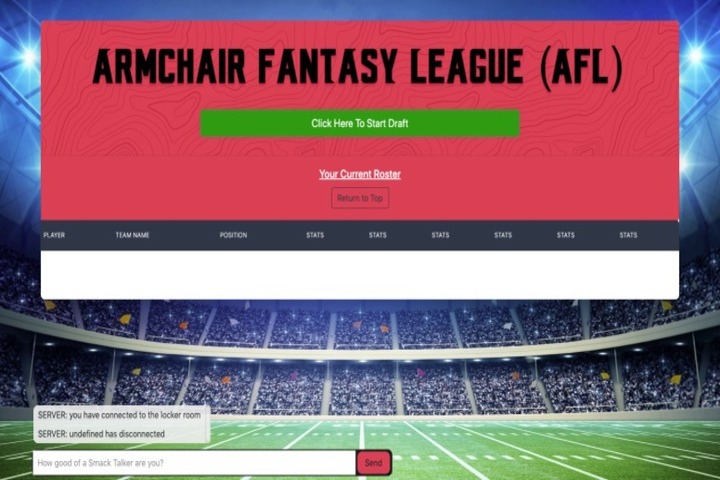 ARMCHAIR FANTASY LEAGUE (AFL)
Click Here To Start Draft
Your Current Roster
Return to Top
PLAYER TEAM NAME POSITION STATS STATS STATS STATS STATS STATS
SERVER: you have connected to the locker room
SERVER: undefined has disconnected
How good of a Smack Talker are you? Send